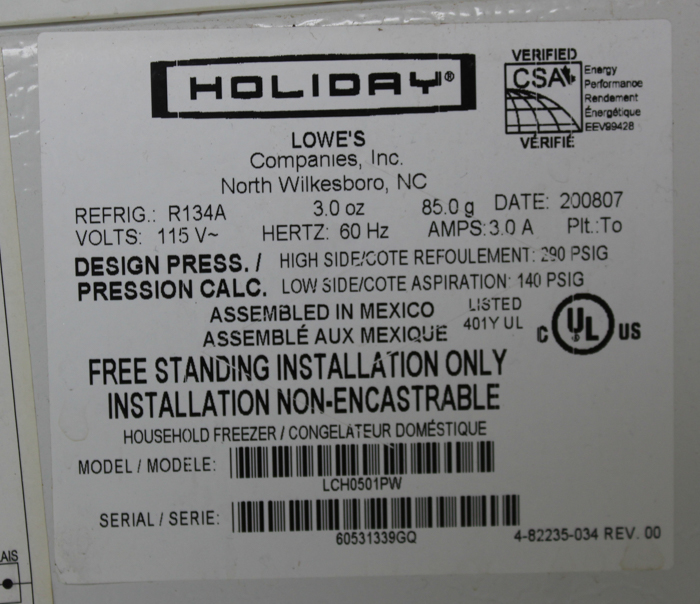 HOLIDAY®
VERIFIED
CSA
Energy
Performance
Rendement
Énergétique
EEV99428
VÉRIFIÉ
LOWE'S
Companies, Inc.
North Wilkesboro, NC
REFRIG.: R134A 3.0 oz 85.0 g DATE: 200807
VOLTS: 115 V~ HERTZ: 60 Hz AMPS: 3.0 A Plt.:To
DESIGN PRESS. / HIGH SIDE/COTE REFOULEMENT: 290 PSIG
PRESSION CALC. LOW SIDE/COTE ASPIRATION: 140 PSIG
ASSEMBLED IN MEXICO
ASSEMBLÉ AUX MEXIQUE
LISTED
401Y UL
C UL US
FREE STANDING INSTALLATION ONLY
INSTALLATION NON-ENCASTRABLE
HOUSEHOLD FREEZER / CONGELATEUR DOMÉSTIQUE
MODEL / MODELE:
LCH0501PW
SERIAL / SERIE:
60531339GQ
4-82235-034 REV. 00
AIS